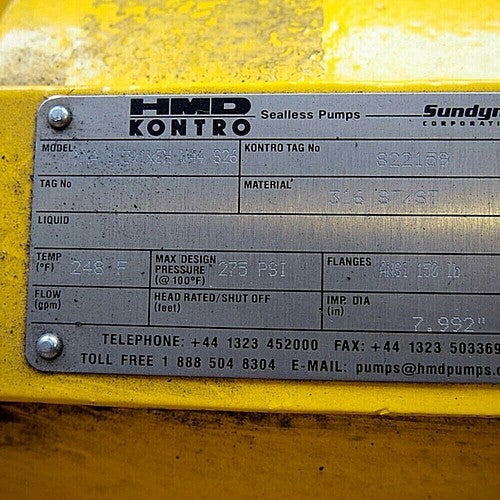 HMD
KONTRO Sealless Pumps
Sundyn
CORPORATI
MODEL S26
KONTRO TAG No 822158
TAG No
MATERIAL 316 ST/ST
LIQUID
TEMP (°F) 248 F
MAX DESIGN PRESSURE (@ 100°F) 275 PSI
FLANGES ANSI 150 lb
FLOW (gpm)
HEAD RATED/SHUT OFF (feet)
IMP. DIA (in) 7.992"
TELEPHONE: +44 1323 452000 FAX: +44 1323 503369
TOLL FREE 1 888 504 8304 E-MAIL: pumps@hmdpumps.c